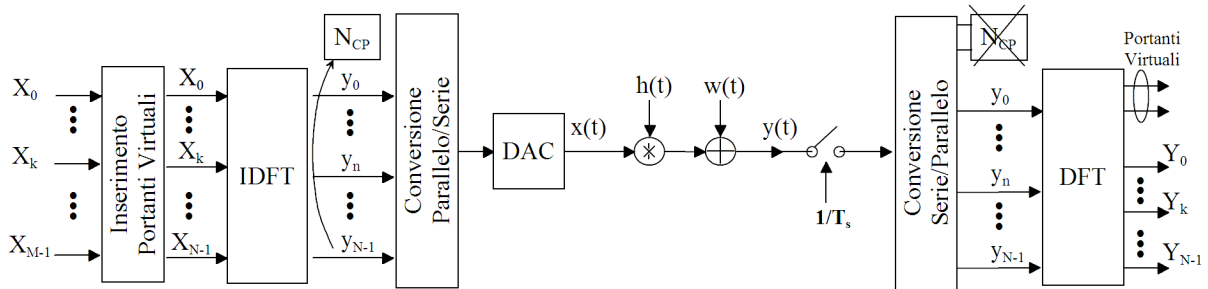 X0
Xk
XM-1
Inserimento
Portanti Virtuali
X0
Xk
XN-1
IDFT
NCP
y0
yn
yN-1
Conversione
Parallelo/Serie
DAC
x(t)
h(t)
*
w(t)
y(t)
1/Ts
Conversione
Serie/Parallelo
NCP
y0
yn
yN-1
DFT
Portanti
Virtuali
Y0
Yk
YN-1